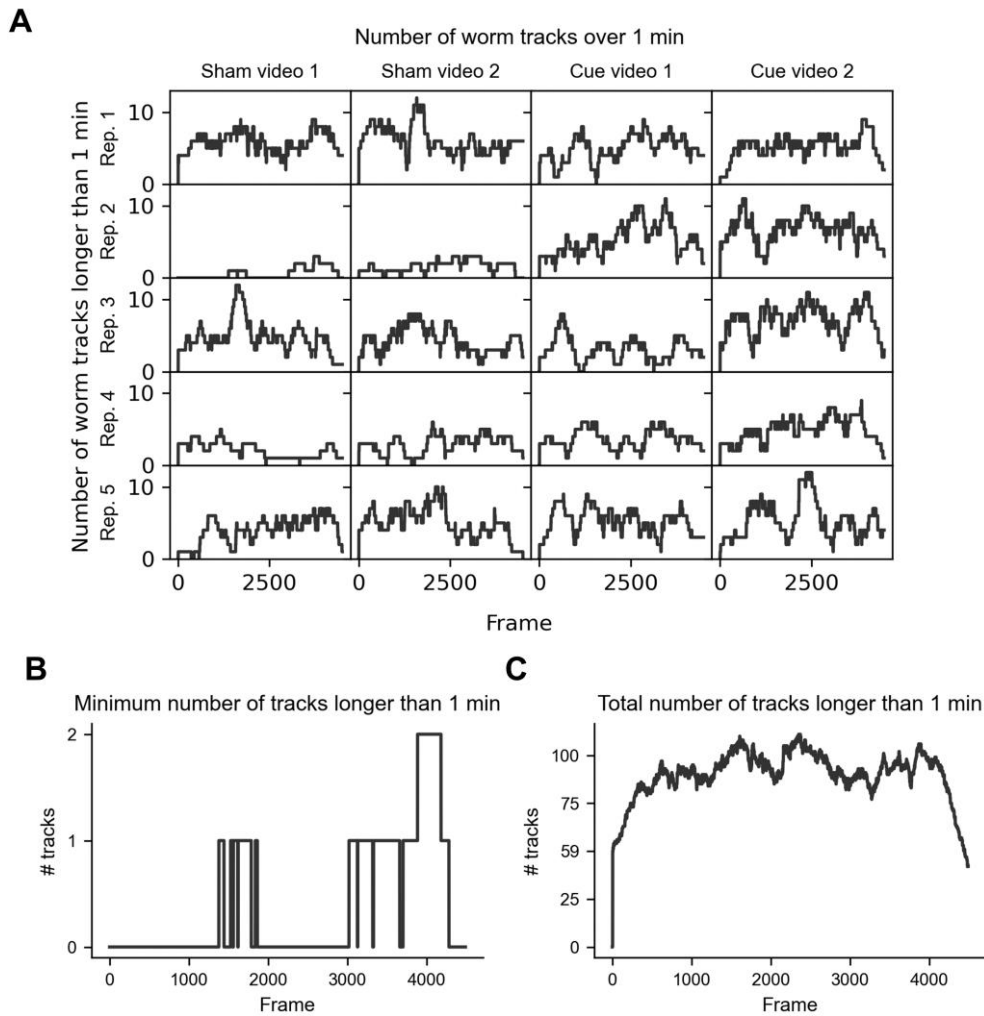 A
Number of worm tracks over 1 min
Sham video 1 Sham video 2 Cue video 1 Cue video 2
Number of worm tracks longer than 1 min
Rep. 1
10
0
Rep. 2
10
0
Rep. 3
10
0
Rep. 4
10
0
Rep. 5
10
0
0 2500 0 2500 0 2500 0 2500
Frame
B
Minimum number of tracks longer than 1 min
# tracks
2
1
0
0 1000 2000 3000 4000
Frame
C
Total number of tracks longer than 1 min
# tracks
100
75
59
25
0
0 1000 2000 3000 4000
Frame